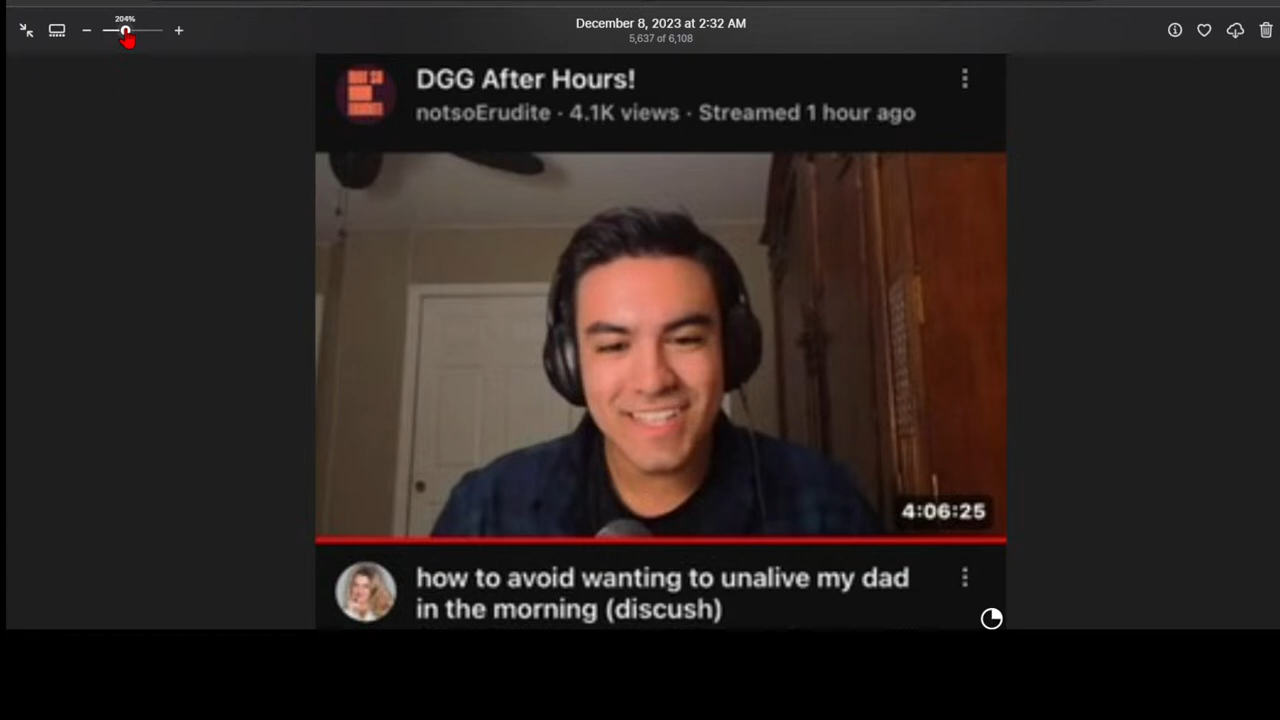 204%
December 8, 2023 at 2:32 AM
5,637 of 6,108
DGG After Hours!
notsoErudite · 4.1K views · Streamed 1 hour ago
4:06:25
how to avoid wanting to unalive my dad
in the morning (discush)